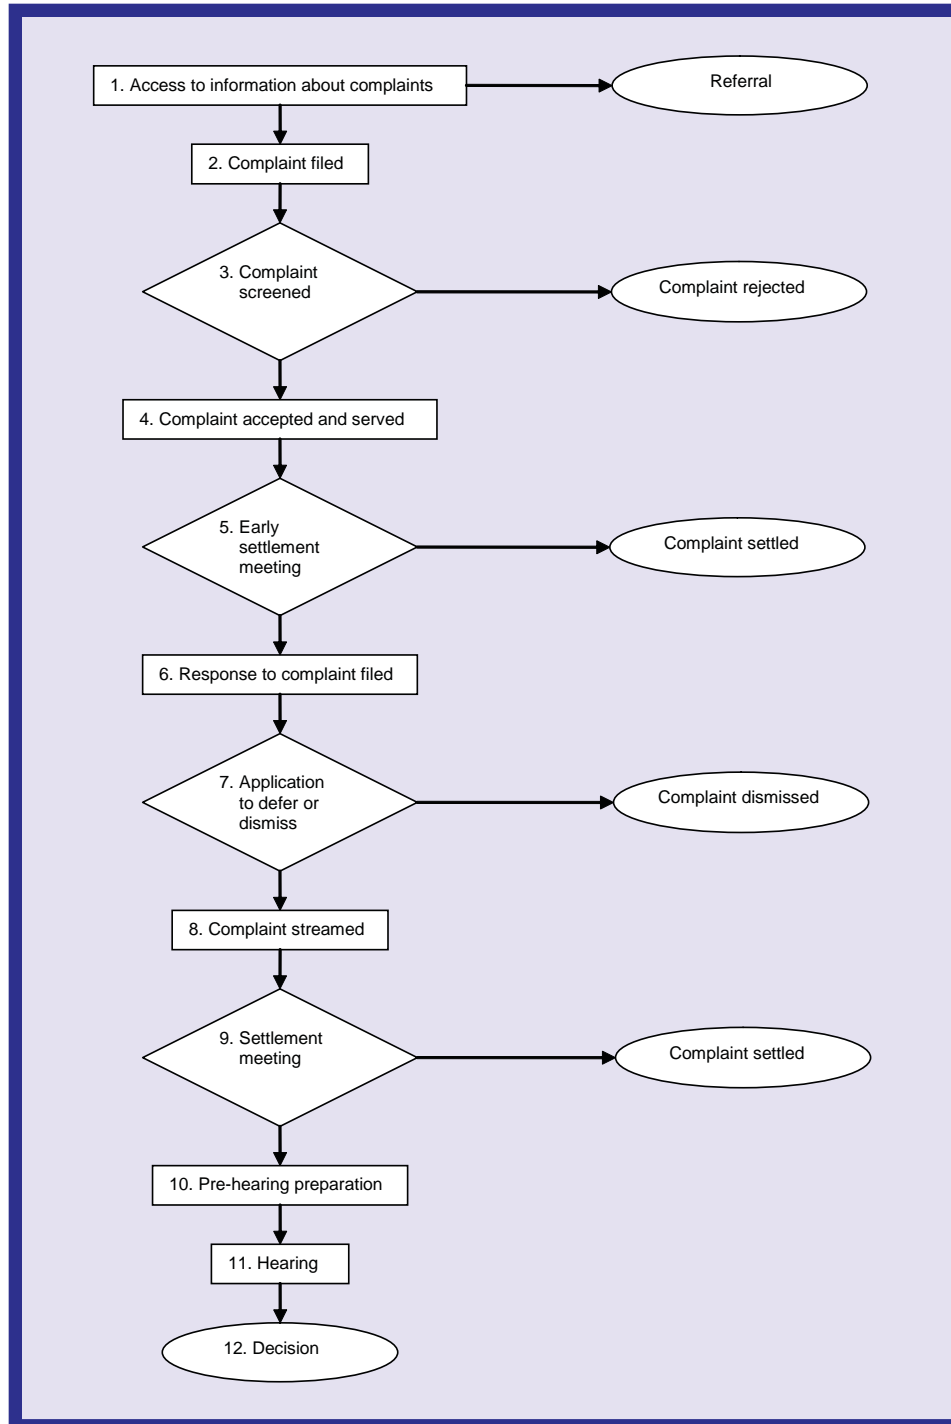 1. Access to information about complaints
Referral
2. Complaint filed
3. Complaint
screened
Complaint rejected
4. Complaint accepted and served
5. Early
settlement
meeting
Complaint settled
6. Response to complaint filed
7. Application
to defer or
dismiss
Complaint dismissed
8. Complaint streamed
9. Settlement
meeting
Complaint settled
10. Pre-hearing preparation
11. Hearing
12. Decision